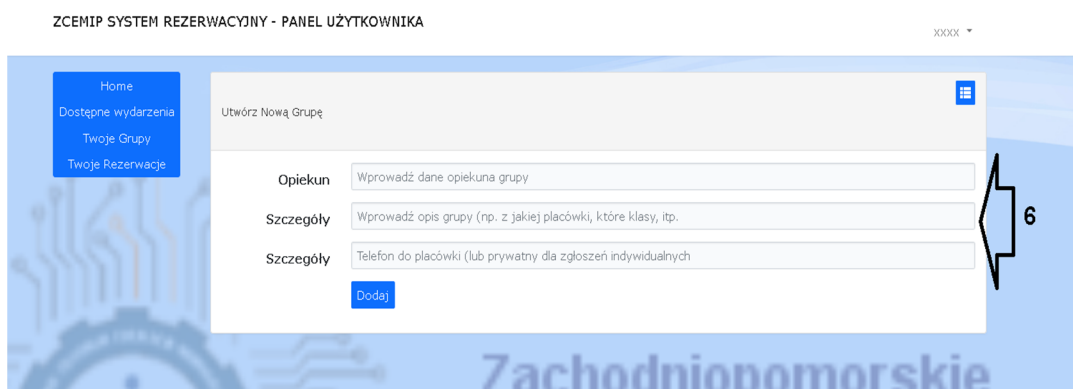 ZCEMIP SYSTEM REZERWACYJNY - PANEL UŻYTKOWNIKA
xxxx
Home
Dostępne wydarzenia
Twoje Grupy
Twoje Rezerwacje
Utwórz Nową Grupę
Opiekun
Wprowadź dane opiekuna grupy
Szczegóły
Wprowadź opis grupy (np. z jakiej placówki, które klasy, itp.
Szczegóły
Telefon do placówki (lub prywatny dla zgłoszeń indywidualnych
Dodaj
6
Zachodniopomorskie